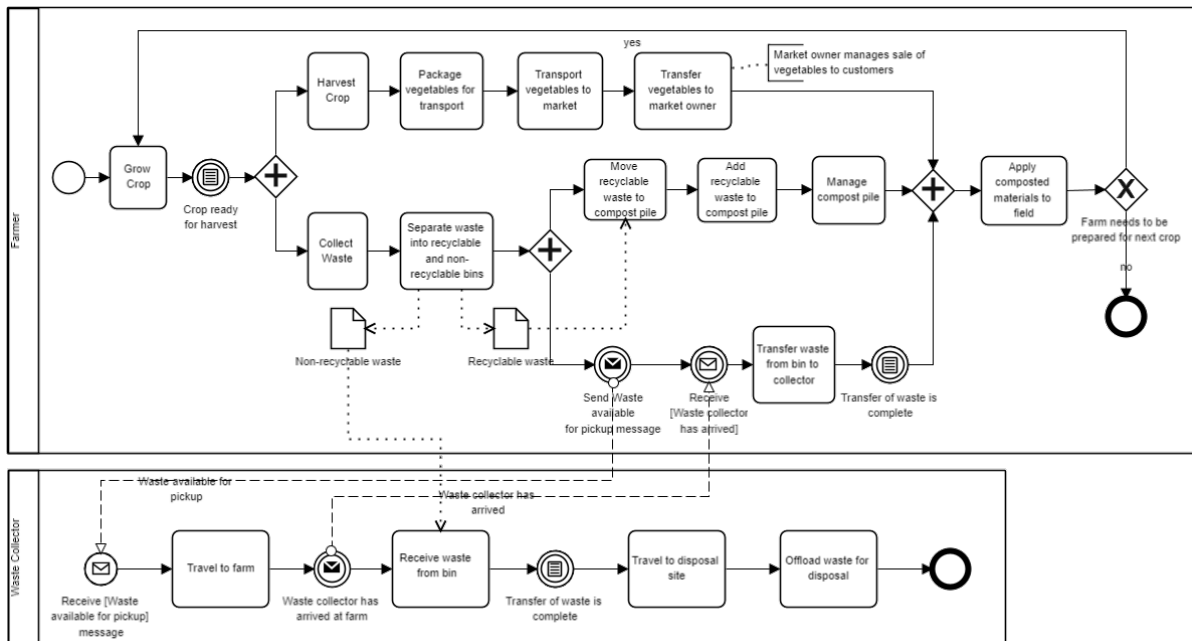 Farmer
yes
Market owner manages sale of
vegetables to customers
Harvest
Crop
Package
vegetables for
transport
Transport
vegetables to
market
Transfer
vegetables to
market owner
Grow
Crop
Crop ready
for harvest
Move
recyclable
waste to
compost pile
Add
recyclable
waste to
compost pile
Manage
compost pile
Apply
composted
materials to
field
X
Farm needs to be
prepared for next crop
no
Collect
Waste
Separate waste
into recyclable
and non-
recyclable bins
Non-recyclable waste
Recyclable waste
Send Waste
available
for pickup message
Receive
[Waste collector
has arrived]
Transfer waste
from bin to
collector
Transfer of waste is
complete
Waste Collector
Waste available for
pickup
Waste collector has
arrived
Receive [Waste
available for pickup]
message
Travel to farm
Waste collector has
arrived at farm
Receive waste
from bin
Transfer of waste is
complete
Travel to disposal
site
Offload waste for
disposal